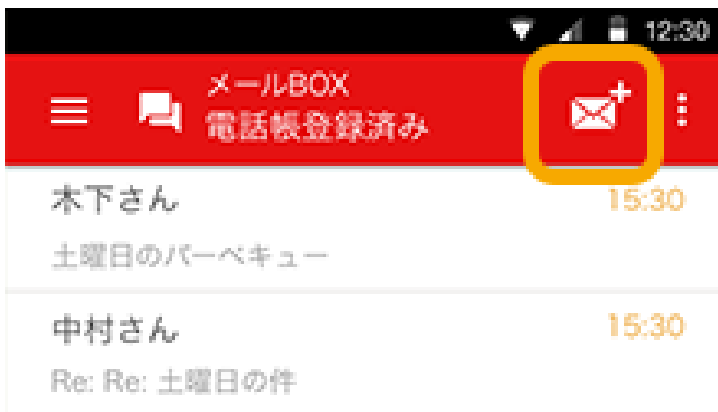 12:30
メールBOX
電話帳登録済み
木下さん 15:30
土曜日のバーベキュー
中村さん 15:30
Re: Re: 土曜日の件